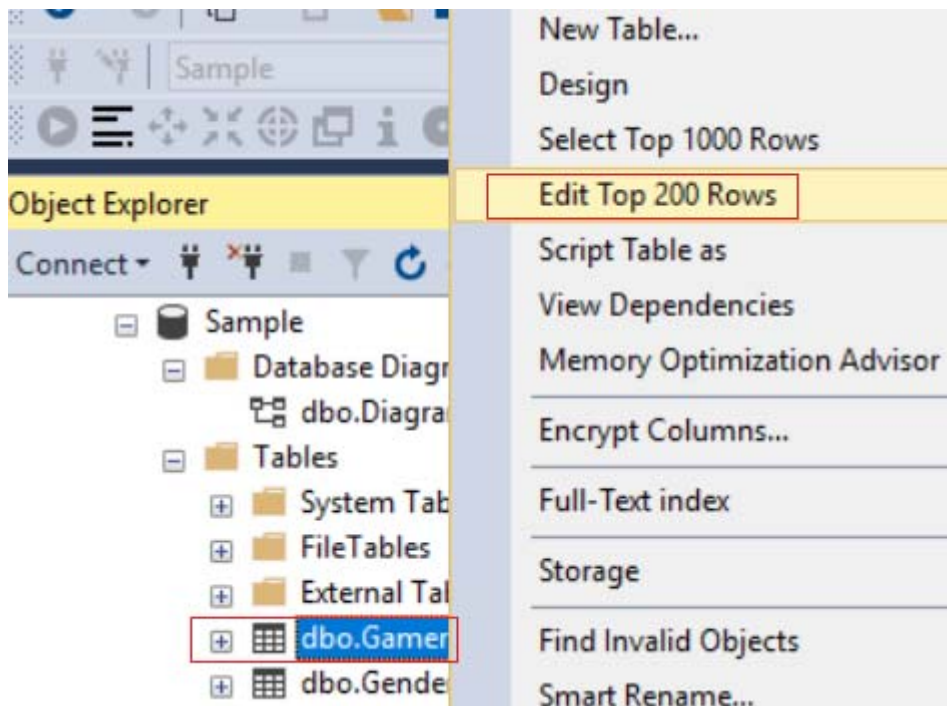 Sample
Object Explorer
Connect
Sample
Database Diagr
dbo.Diagra
Tables
System Tab
FileTables
External Tal
dbo.Gamer
dbo.Gende
New Table...
Design
Select Top 1000 Rows
Edit Top 200 Rows
Script Table as
View Dependencies
Memory Optimization Advisor
Encrypt Columns...
Full-Text index
Storage
Find Invalid Objects
Smart Rename...